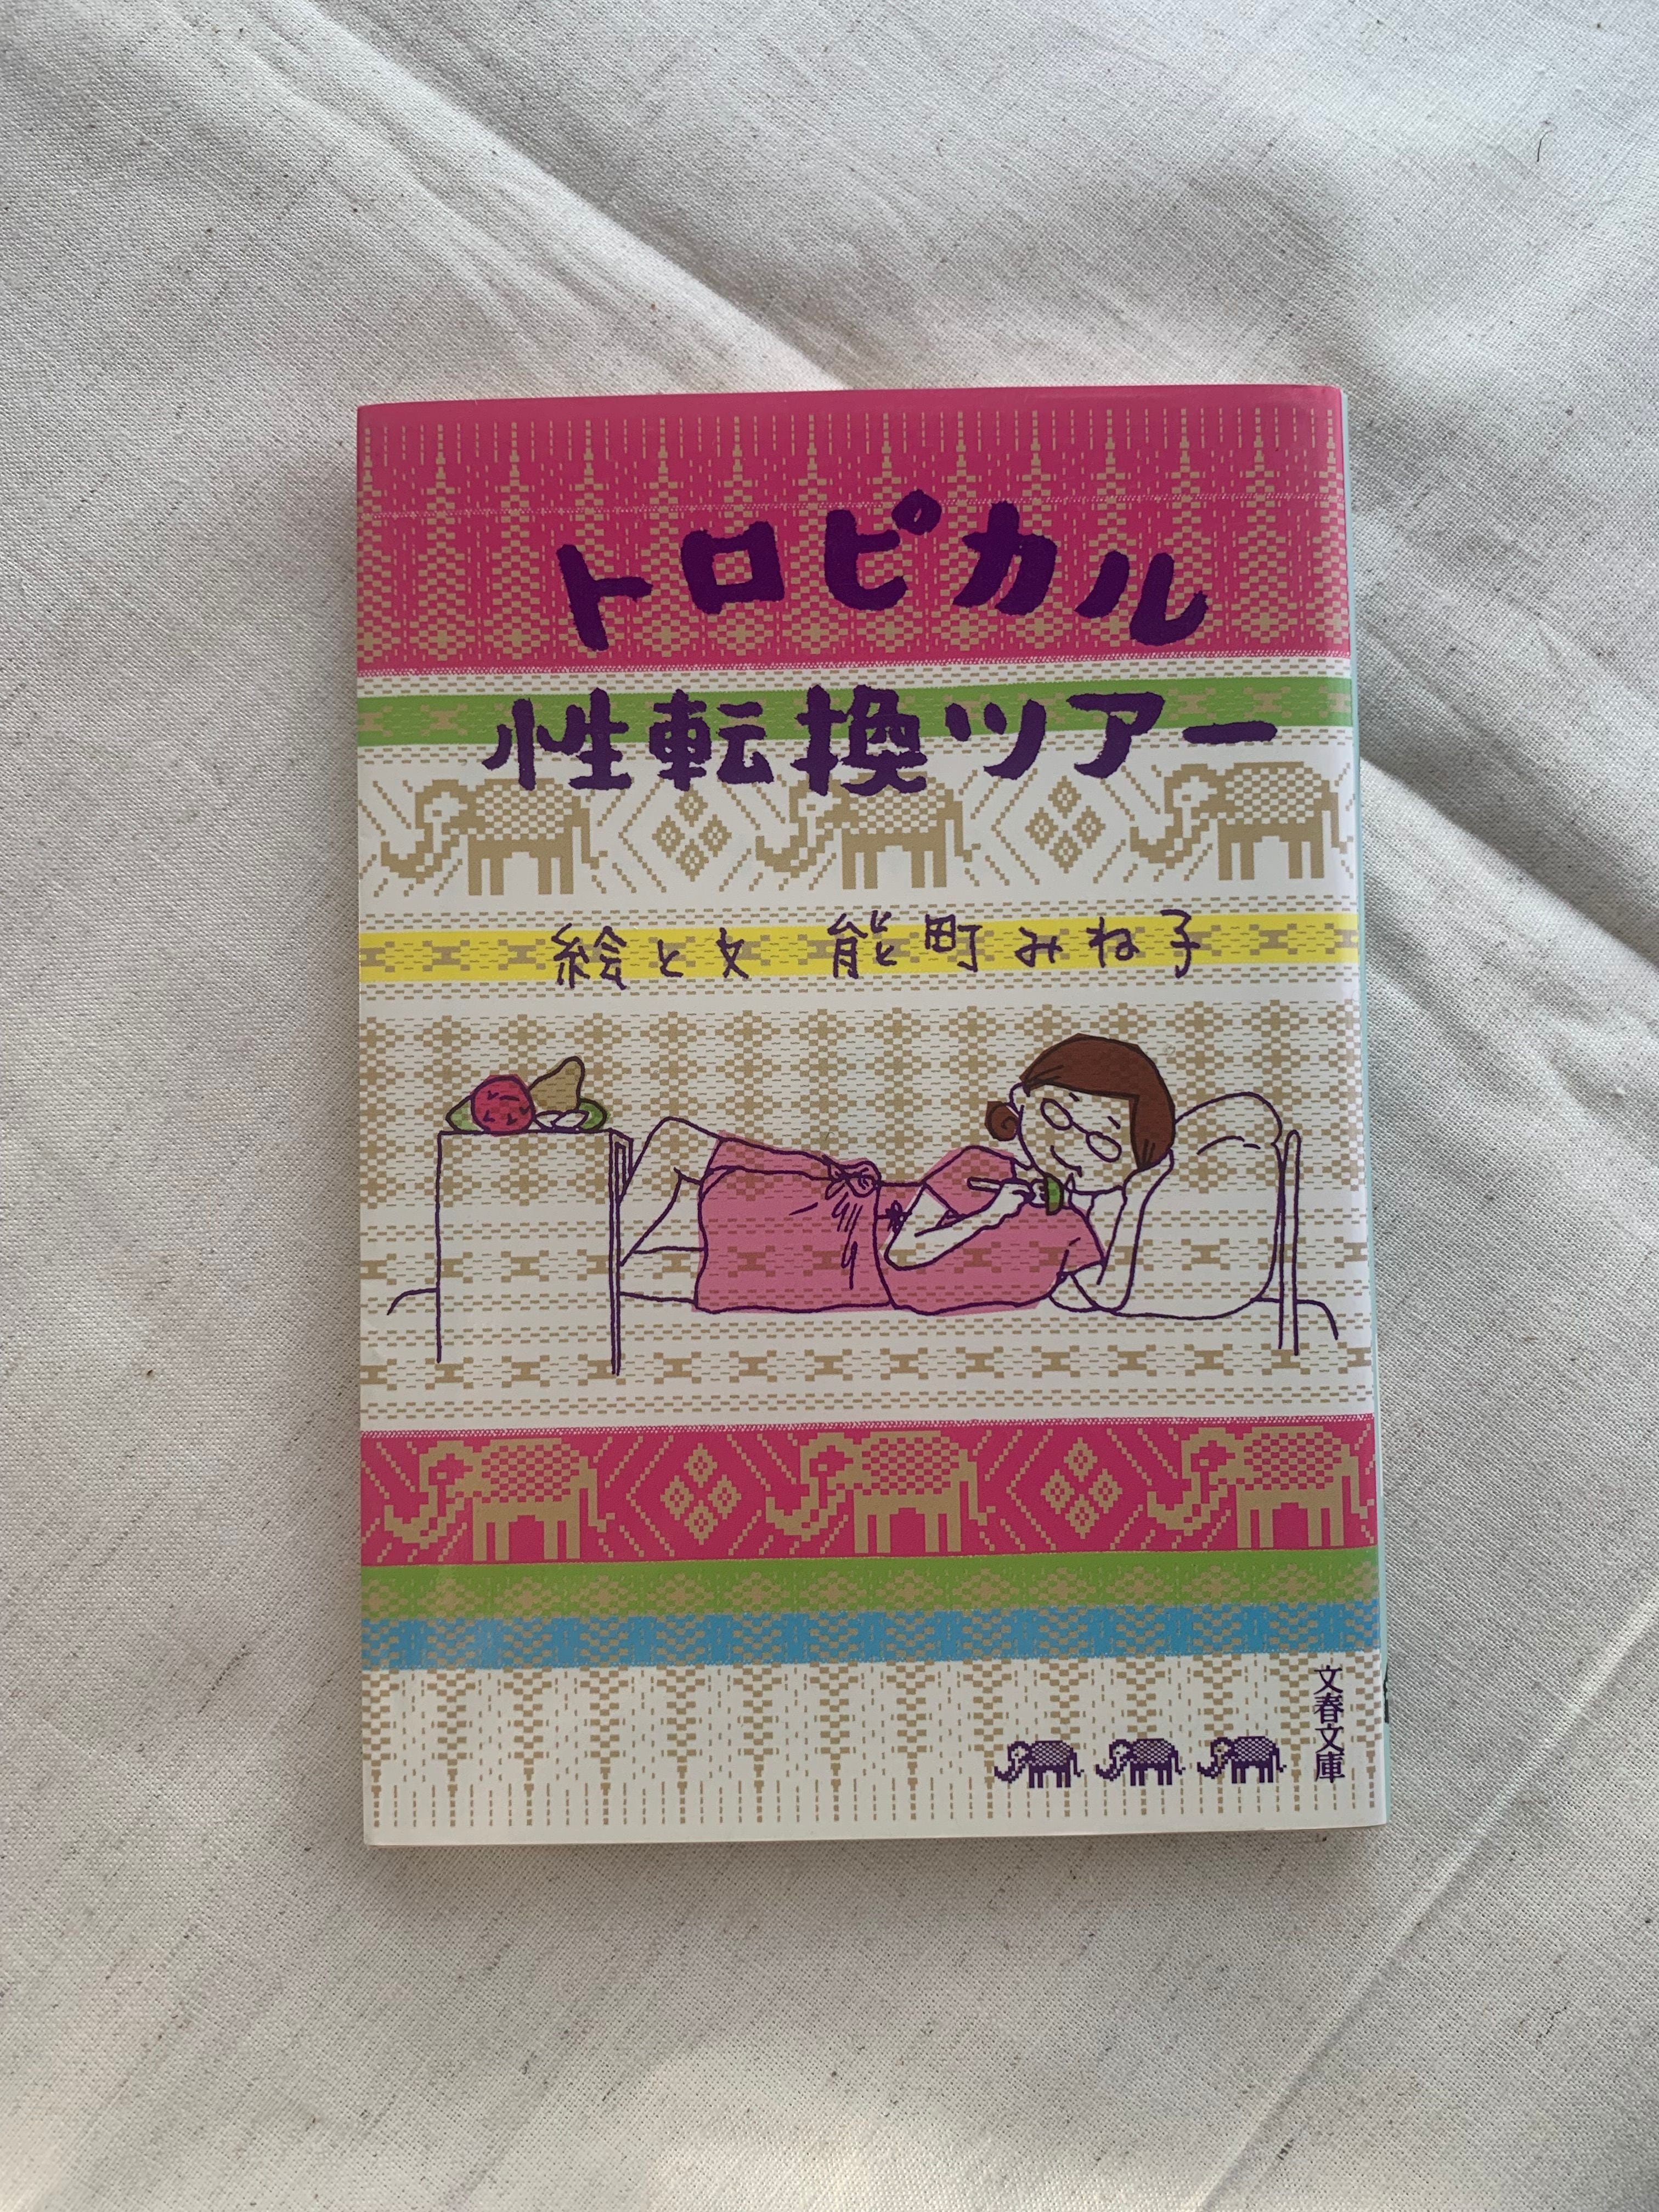 トロピカル
性転換ツアー
絵と文 能町みね子
文春文庫